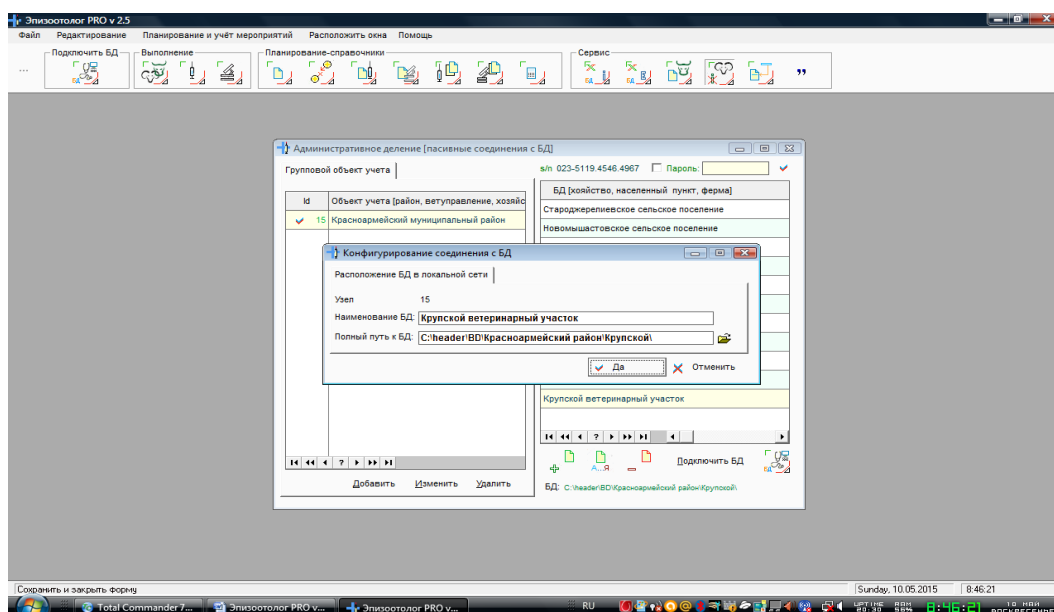 Эпизоотолог PRO v 2.5
Файл Редактирование Планирование и учёт мероприятий Расположить окна Помощь
Подключить БД Выполнение Планирование-справочники Сервис
Административное деление [пасивные соединения с БД]
Групповой объект учета
s/n 023-5119.4546.4967 Пароль:
БД [хояйство, населенный пункт, ферма]
Id Объект учета [район, ветуправление, хозяйс
15 Красноармейский муниципальный район
Староджерелиевское сельское поселение
Новомышастовское сельское поселение
Конфигурирование соединения с БД
Расположение БД в локальной сети
Узел 15
Наименование БД: Крупской ветеринарный участок
Полный путь к БД: C:\header\BD\Красноармейский район\Крупской\
Да Отменить
Крупской ветеринарный участок
А...Я
Подключить БД
БД
Добавить Изменить Удалить
БД: C:\header\BD\Красноармейский район\Крупской\
Сохранить и закрыть форму
Sunday, 10.05.2015 8:46:21
Total Commander 7... Эпизоотолог PRO v... Эпизоотолог PRO v...
RU
8:46:21